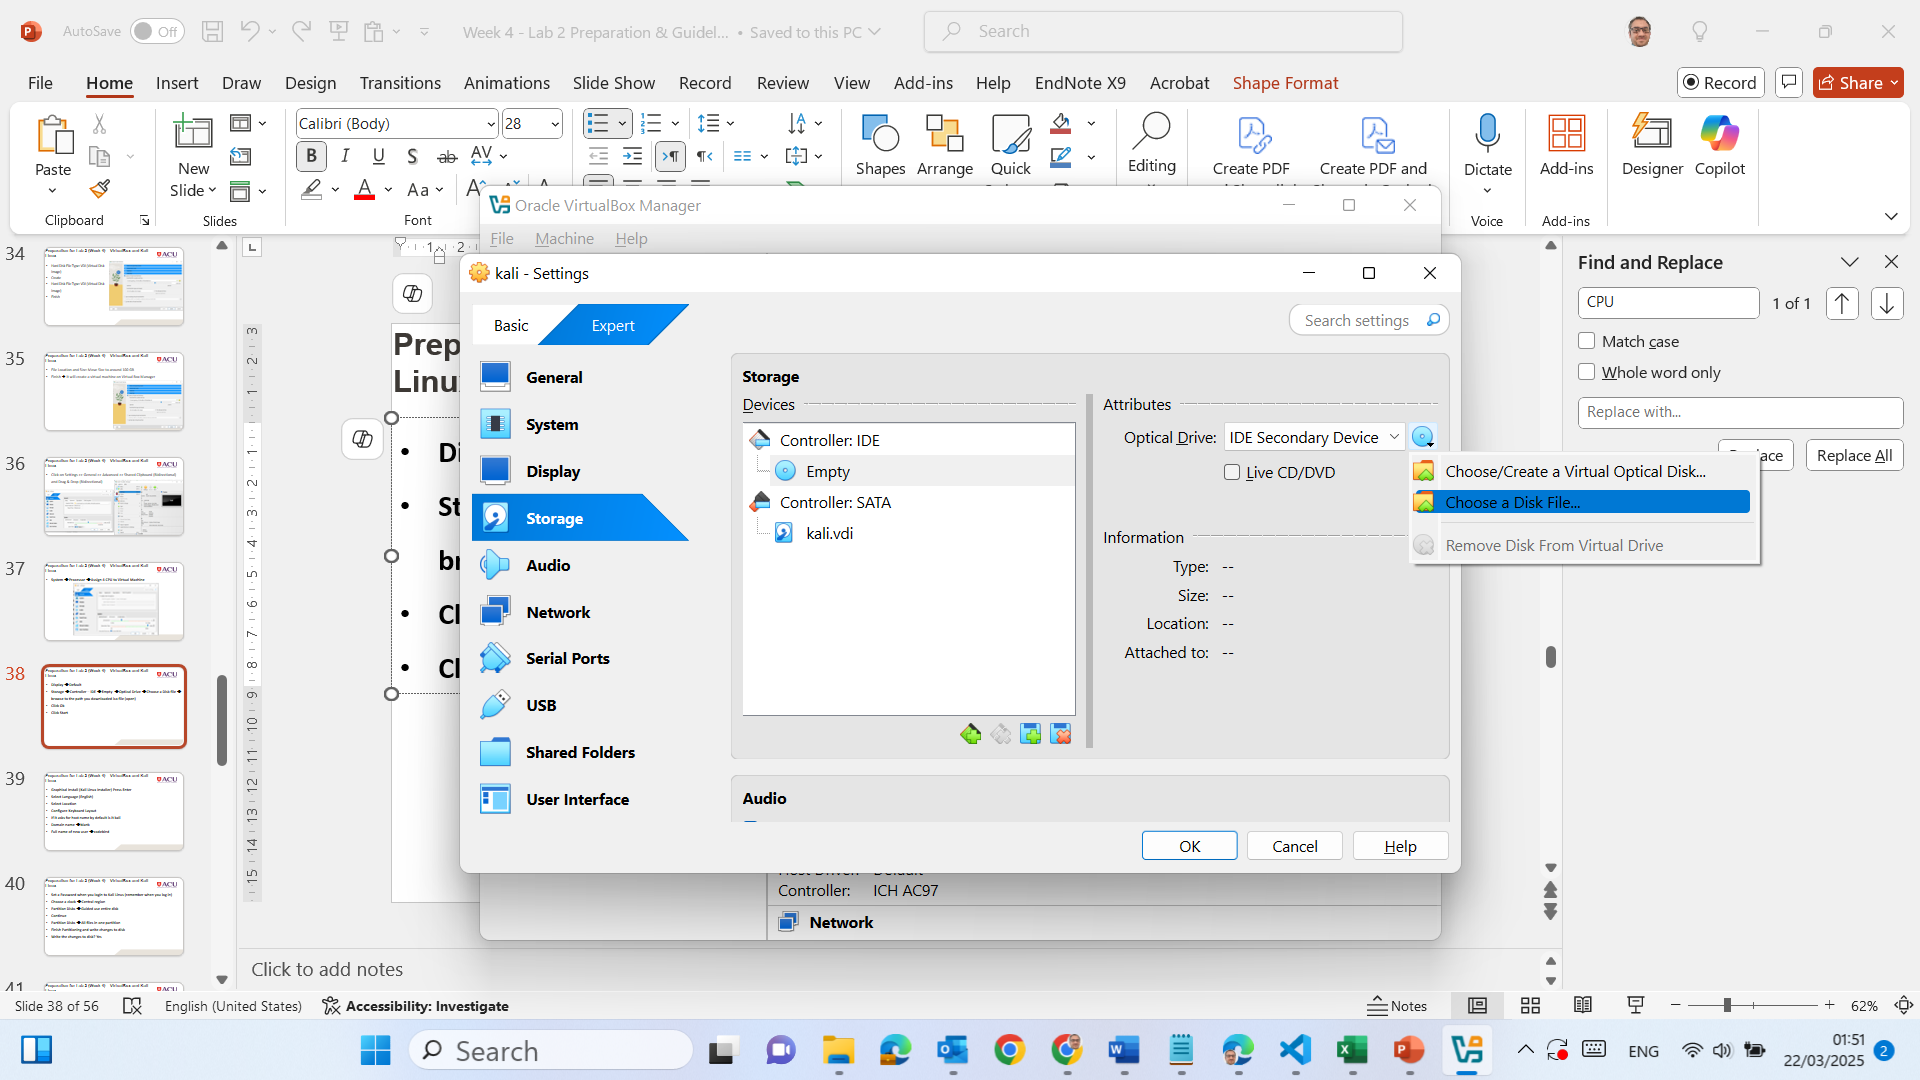 AutoSave Off
Week 4 - Lab 2 Preparation & Guidel... • Saved to this PC
Search
File Home Insert Draw Design Transitions Animations Slide Show Record Review View Add-ins Help EndNote X9 Acrobat Shape Format
Record
Share
Paste
Clipboard
New
Slide
Slides
Calibri (Body) 28
Font
Shapes
Arrange
Quick
Editing
Create PDF
Create PDF and
Dictate
Voice
Add-ins
Add-ins
Designer
Copilot
34
35
36
37
38
39
40
41
Prep
Linux
• Di
• St
br
• Cl
• Cl
Click to add notes
Oracle VirtualBox Manager
File Machine Help
kali - Settings
Basic
Expert
Search settings
General
System
Display
Storage
Audio
Network
Serial Ports
USB
Shared Folders
User Interface
Storage
Devices
Controller: IDE
Empty
Controller: SATA
kali.vdi
Attributes
Optical Drive: IDE Secondary Device
Live CD/DVD
Information
Type: --
Size: --
Location: --
Attached to: --
Choose/Create a Virtual Optical Disk...
Choose a Disk File...
Remove Disk From Virtual Drive
Audio
OK
Cancel
Help
Controller: ICH AC97
Network
Find and Replace
CPU
1 of 1
Match case
Whole word only
Replace with...
Replace All
Slide 38 of 56
English (United States)
Accessibility: Investigate
Notes
62%
Search
ENG
01:51
22/03/2025
2